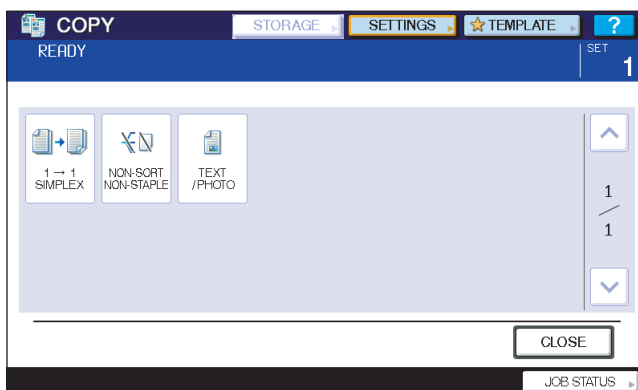 COPY
STORAGE
SETTINGS
TEMPLATE
?
READY
SET
1
1 → 1
SIMPLEX
NON-SORT
NON-STAPLE
TEXT
/PHOTO
1
1
CLOSE
JOB STATUS